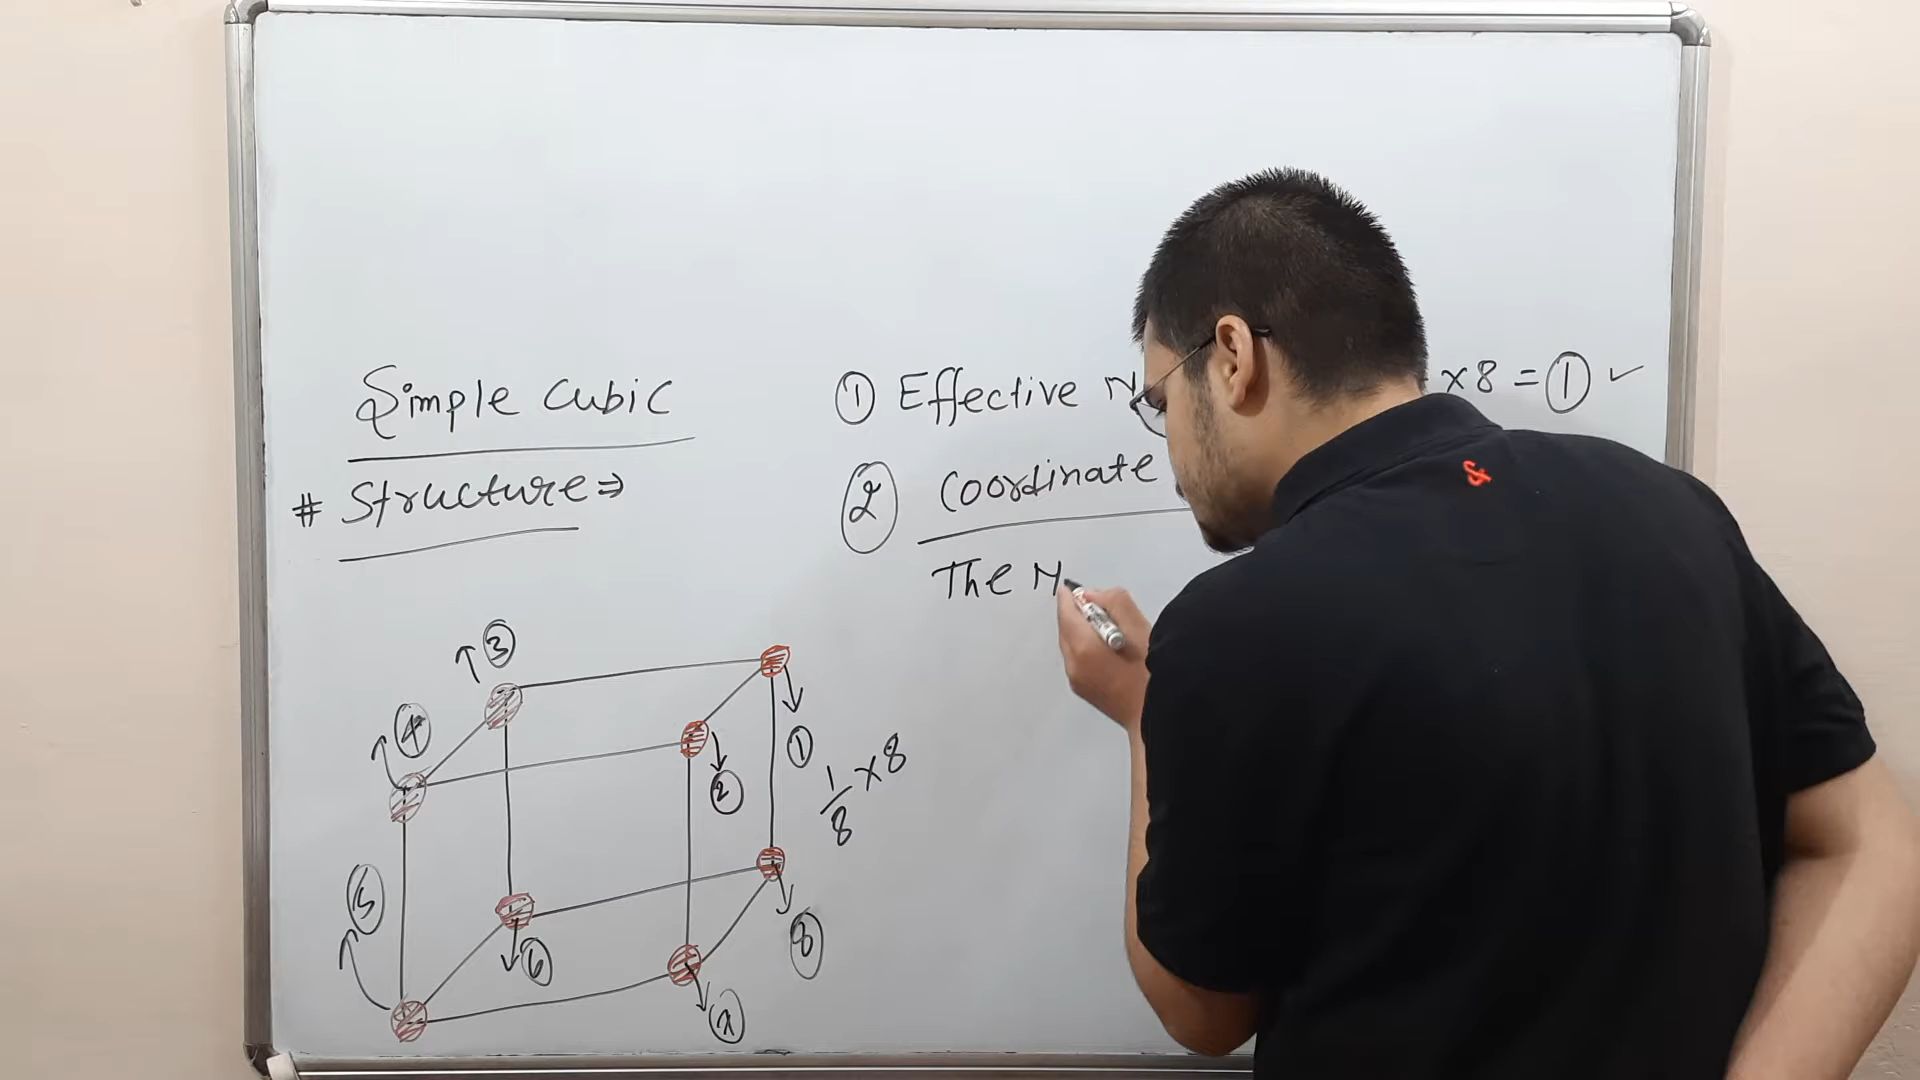 Simple Cubic
# Structure ⇒
① Effective N × 8 = ① ✓
② Coordinate
The N
↑ ③
④
①
②
1/8 × 8
⑤
⑥
⑧